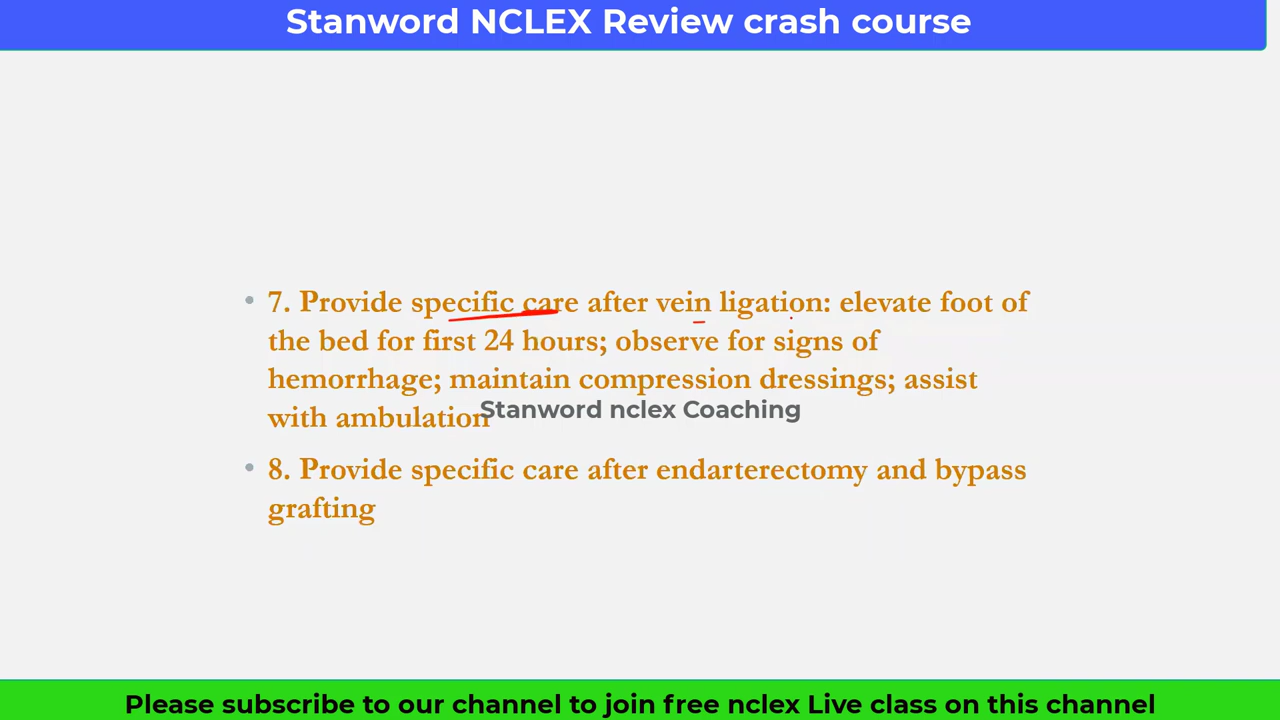 Stanword NCLEX Review crash course
• 7. Provide specific care after vein ligation: elevate foot of
the bed for first 24 hours; observe for signs of
hemorrhage; maintain compression dressings; assist
with ambulation
Stanword nclex Coaching
• 8. Provide specific care after endarterectomy and bypass
grafting
Please subscribe to our channel to join free nclex Live class on this channel